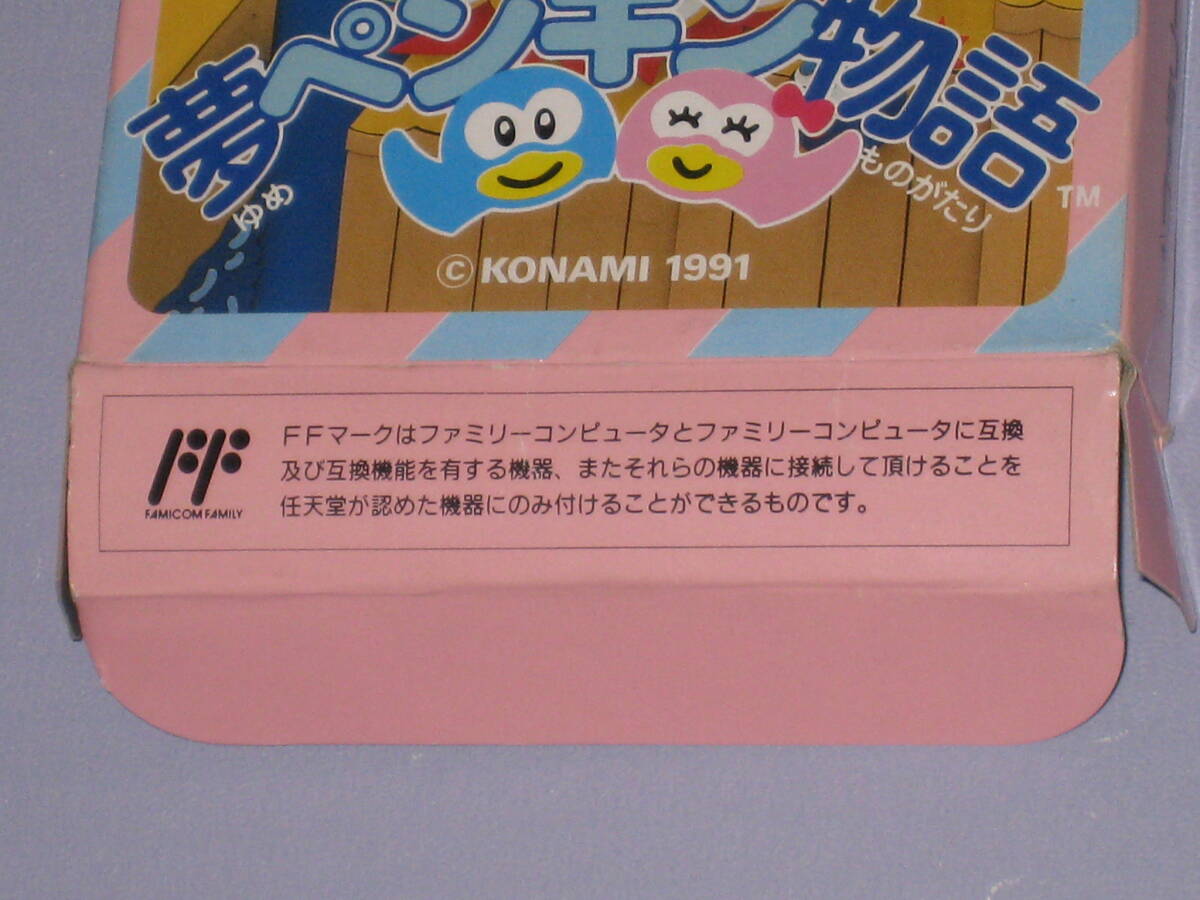 夢ペンギン物語
ゆめ
ものがたり
TM
© KONAMI 1991
FFマークはファミリーコンピュータとファミリーコンピュータに互換
及び互換機能を有する機器、またそれらの機器に接続して頂けることを
任天堂が認めた機器にのみ付けることができるものです。
FF
FAMICOM FAMILY